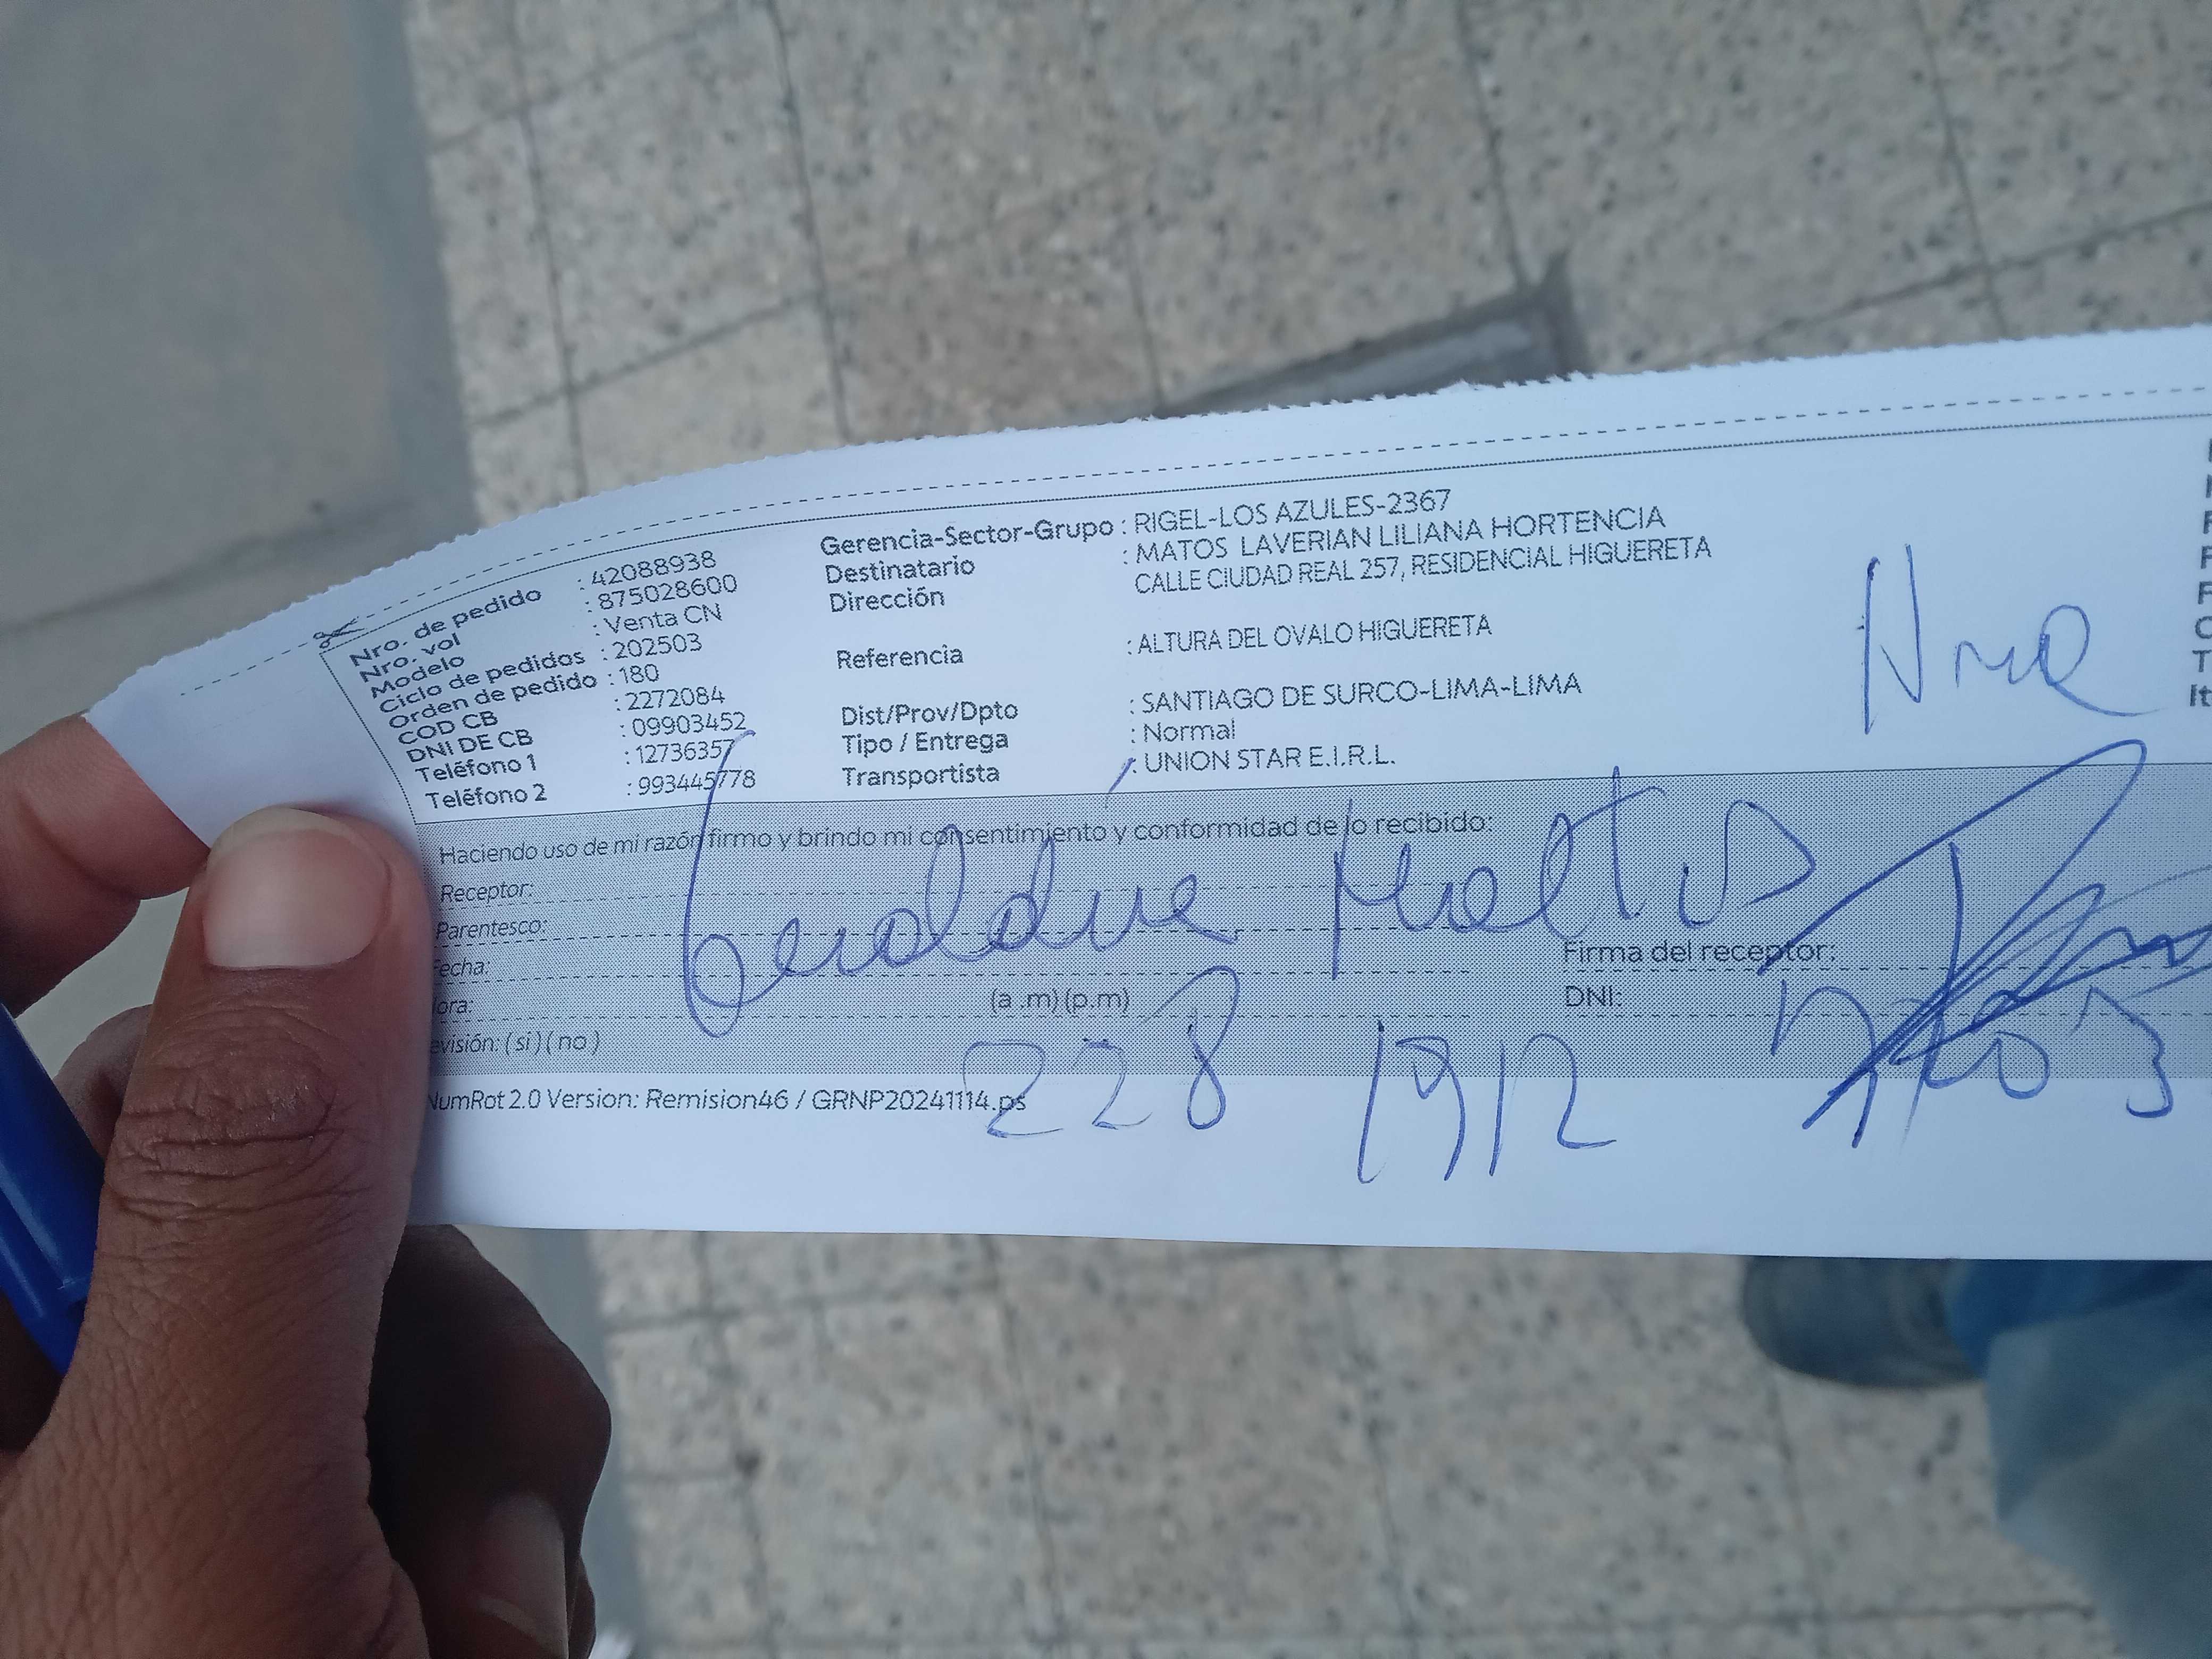 Nro. de pedido : 42088938
Nro. vol : 875028600
Modelo : Venta CN
Ciclo de pedidos : 202503
Orden de pedido : 180
COD CB : 2272084
DNI DE CB : 09903452
Teléfono 1 : 12736357
Teléfono 2 : 993445778
Gerencia-Sector-Grupo : RIGEL-LOS AZULES-2367
Destinatario : MATOS LAVERIAN LILIANA HORTENCIA
Dirección CALLE CIUDAD REAL 257, RESIDENCIAL HIGUERETA
Referencia : ALTURA DEL OVALO HIGUERETA
Dist/Prov/Dpto : SANTIAGO DE SURCO-LIMA-LIMA
Tipo / Entrega : Normal
Transportista : UNION STAR E.I.R.L.
Haciendo uso de mi razón firmo y brindo mi consentimiento y conformidad de lo recibido:
Receptor:
Parentesco:
echa:
ora: (a .m) (p.m)
evisión: ( si ) ( no )
Geraldine Matos
Firma del receptor:
DNI:
228 1912
NumRot 2.0 Version: Remision46 / GRNP20241114.ps